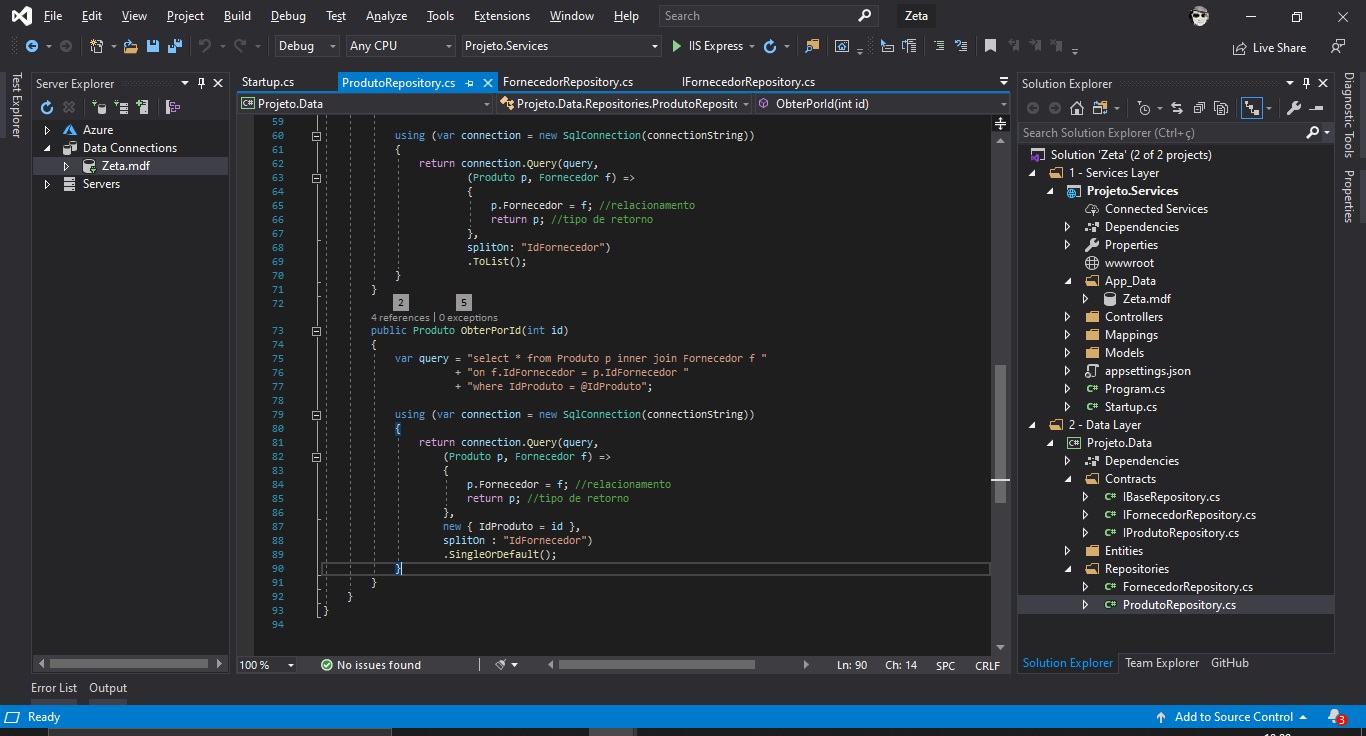 File Edit View Project Build Debug Test Analyze Tools Extensions Window Help Search Zeta
Debug Any CPU Projeto.Services IIS Express Live Share
Test Explorer
Server Explorer
Azure
Data Connections
Zeta.mdf
Servers
Startup.cs ProdutoRepository.cs FornecedorRepository.cs IFornecedorRepository.cs
C# Projeto.Data Projeto.Data.Repositories.ProdutoReposito ObterPorId(int id)
59
60 using (var connection = new SqlConnection(connectionString))
61 {
62 return connection.Query(query,
63 (Produto p, Fornecedor f) =>
64 {
65 p.Fornecedor = f; //relacionamento
66 return p; //tipo de retorno
67 },
68 splitOn: "IdFornecedor")
69 .ToList();
70 }
71 }
72
2 5
4 references | 0 exceptions
73 public Produto ObterPorId(int id)
74 {
75 var query = "select * from Produto p inner join Fornecedor f "
76 + "on f.IdFornecedor = p.IdFornecedor "
77 + "where IdProduto = @IdProduto";
78
79 using (var connection = new SqlConnection(connectionString))
80 {
81 return connection.Query(query,
82 (Produto p, Fornecedor f) =>
83 {
84 p.Fornecedor = f; //relacionamento
85 return p; //tipo de retorno
86 },
87 new { IdProduto = id },
88 splitOn : "IdFornecedor")
89 .SingleOrDefault();
90 }
91 }
92 }
93 }
94
100 % No issues found Ln: 90 Ch: 14 SPC CRLF
Solution Explorer
Search Solution Explorer (Ctrl+ç)
Solution 'Zeta' (2 of 2 projects)
1 - Services Layer
Projeto.Services
Connected Services
Dependencies
Properties
wwwroot
App_Data
Zeta.mdf
Controllers
Mappings
Models
appsettings.json
C# Program.cs
C# Startup.cs
2 - Data Layer
C# Projeto.Data
Dependencies
Contracts
C# IBaseRepository.cs
C# IFornecedorRepository.cs
C# IProdutoRepository.cs
Entities
Repositories
C# FornecedorRepository.cs
C# ProdutoRepository.cs
Solution Explorer Team Explorer GitHub
Diagnostic Tools
Properties
Error List Output
Ready Add to Source Control 3